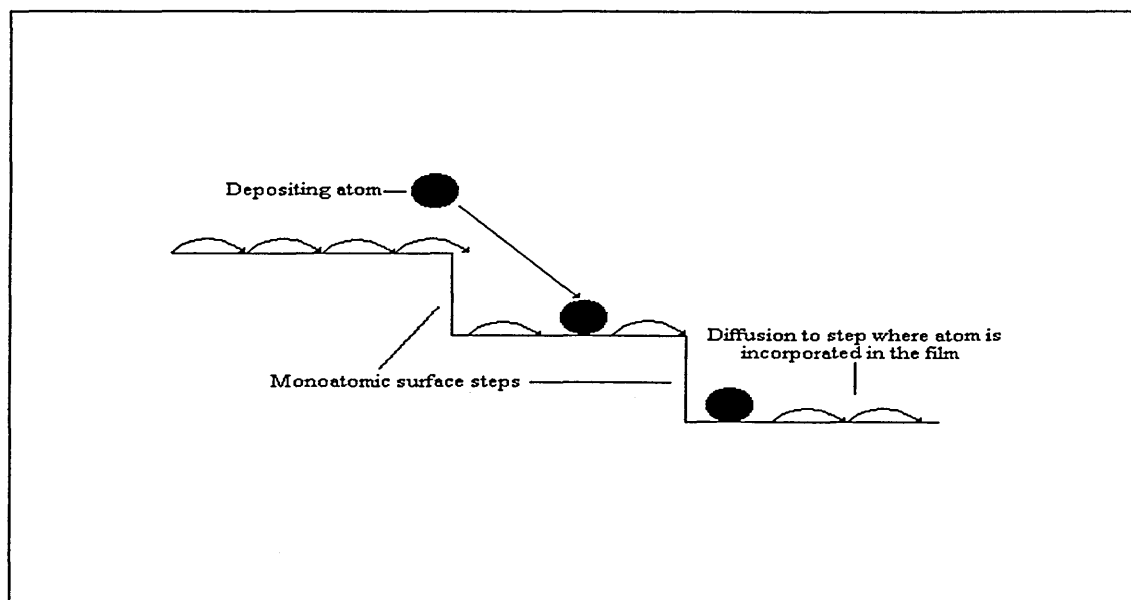 Depositing atom
Diffusion to step where atom is
incorporated in the film
Monoatomic surface steps